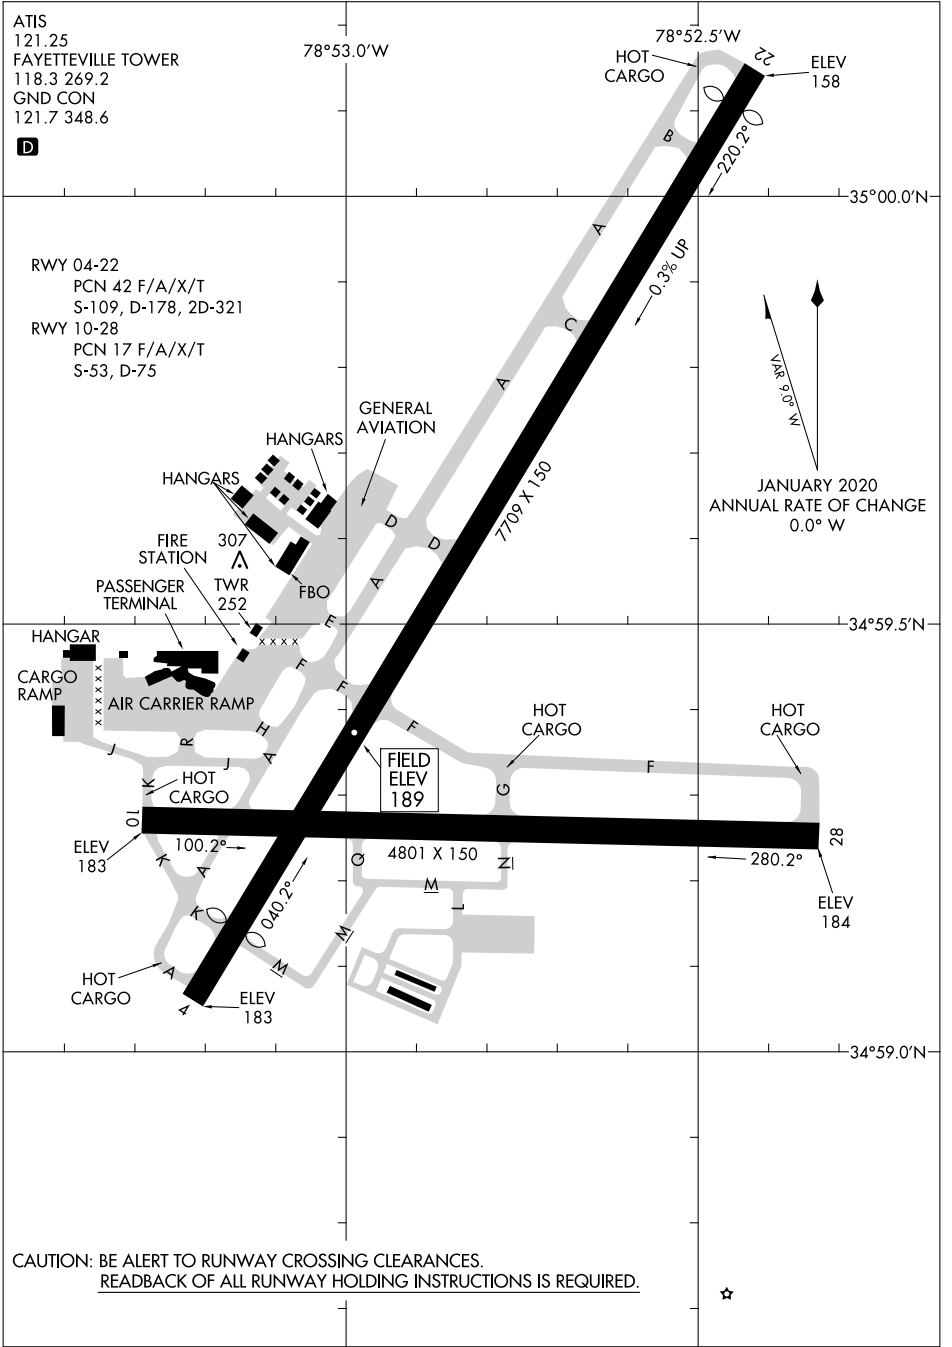 ATIS
121.25
FAYETTEVILLE TOWER
118.3 269.2
GND CON
121.7 348.6
D
78°53.0'W
78°52.5'W
HOT
CARGO
22
ELEV
158
B
220.2°
35°00.0'N
A
0.3% UP
RWY 04-22
PCN 42 F/A/X/T
S-109, D-178, 2D-321
RWY 10-28
PCN 17 F/A/X/T
S-53, D-75
C
A
VAR 9.0° W
JANUARY 2020
ANNUAL RATE OF CHANGE
0.0° W
GENERAL
AVIATION
HANGARS
HANGARS
7709 X 150
D
D
FIRE
STATION
307
TWR
252
FBO
A
PASSENGER
TERMINAL
E
34°59.5'N
HANGAR
CARGO
RAMP
x x x x
x
x
x
x
x
x
AIR CARRIER RAMP
F
F
F
F
H
A
R
J
J
K
HOT
CARGO
FIELD
ELEV
189
HOT
CARGO
HOT
CARGO
G
10
ELEV
183
100.2°
4801 X 150
280.2°
28
ELEV
184
K
A
K
040.2°
Q
N
M
L
M
M
A
HOT
CARGO
4
ELEV
183
34°59.0'N
CAUTION: BE ALERT TO RUNWAY CROSSING CLEARANCES.
READBACK OF ALL RUNWAY HOLDING INSTRUCTIONS IS REQUIRED.